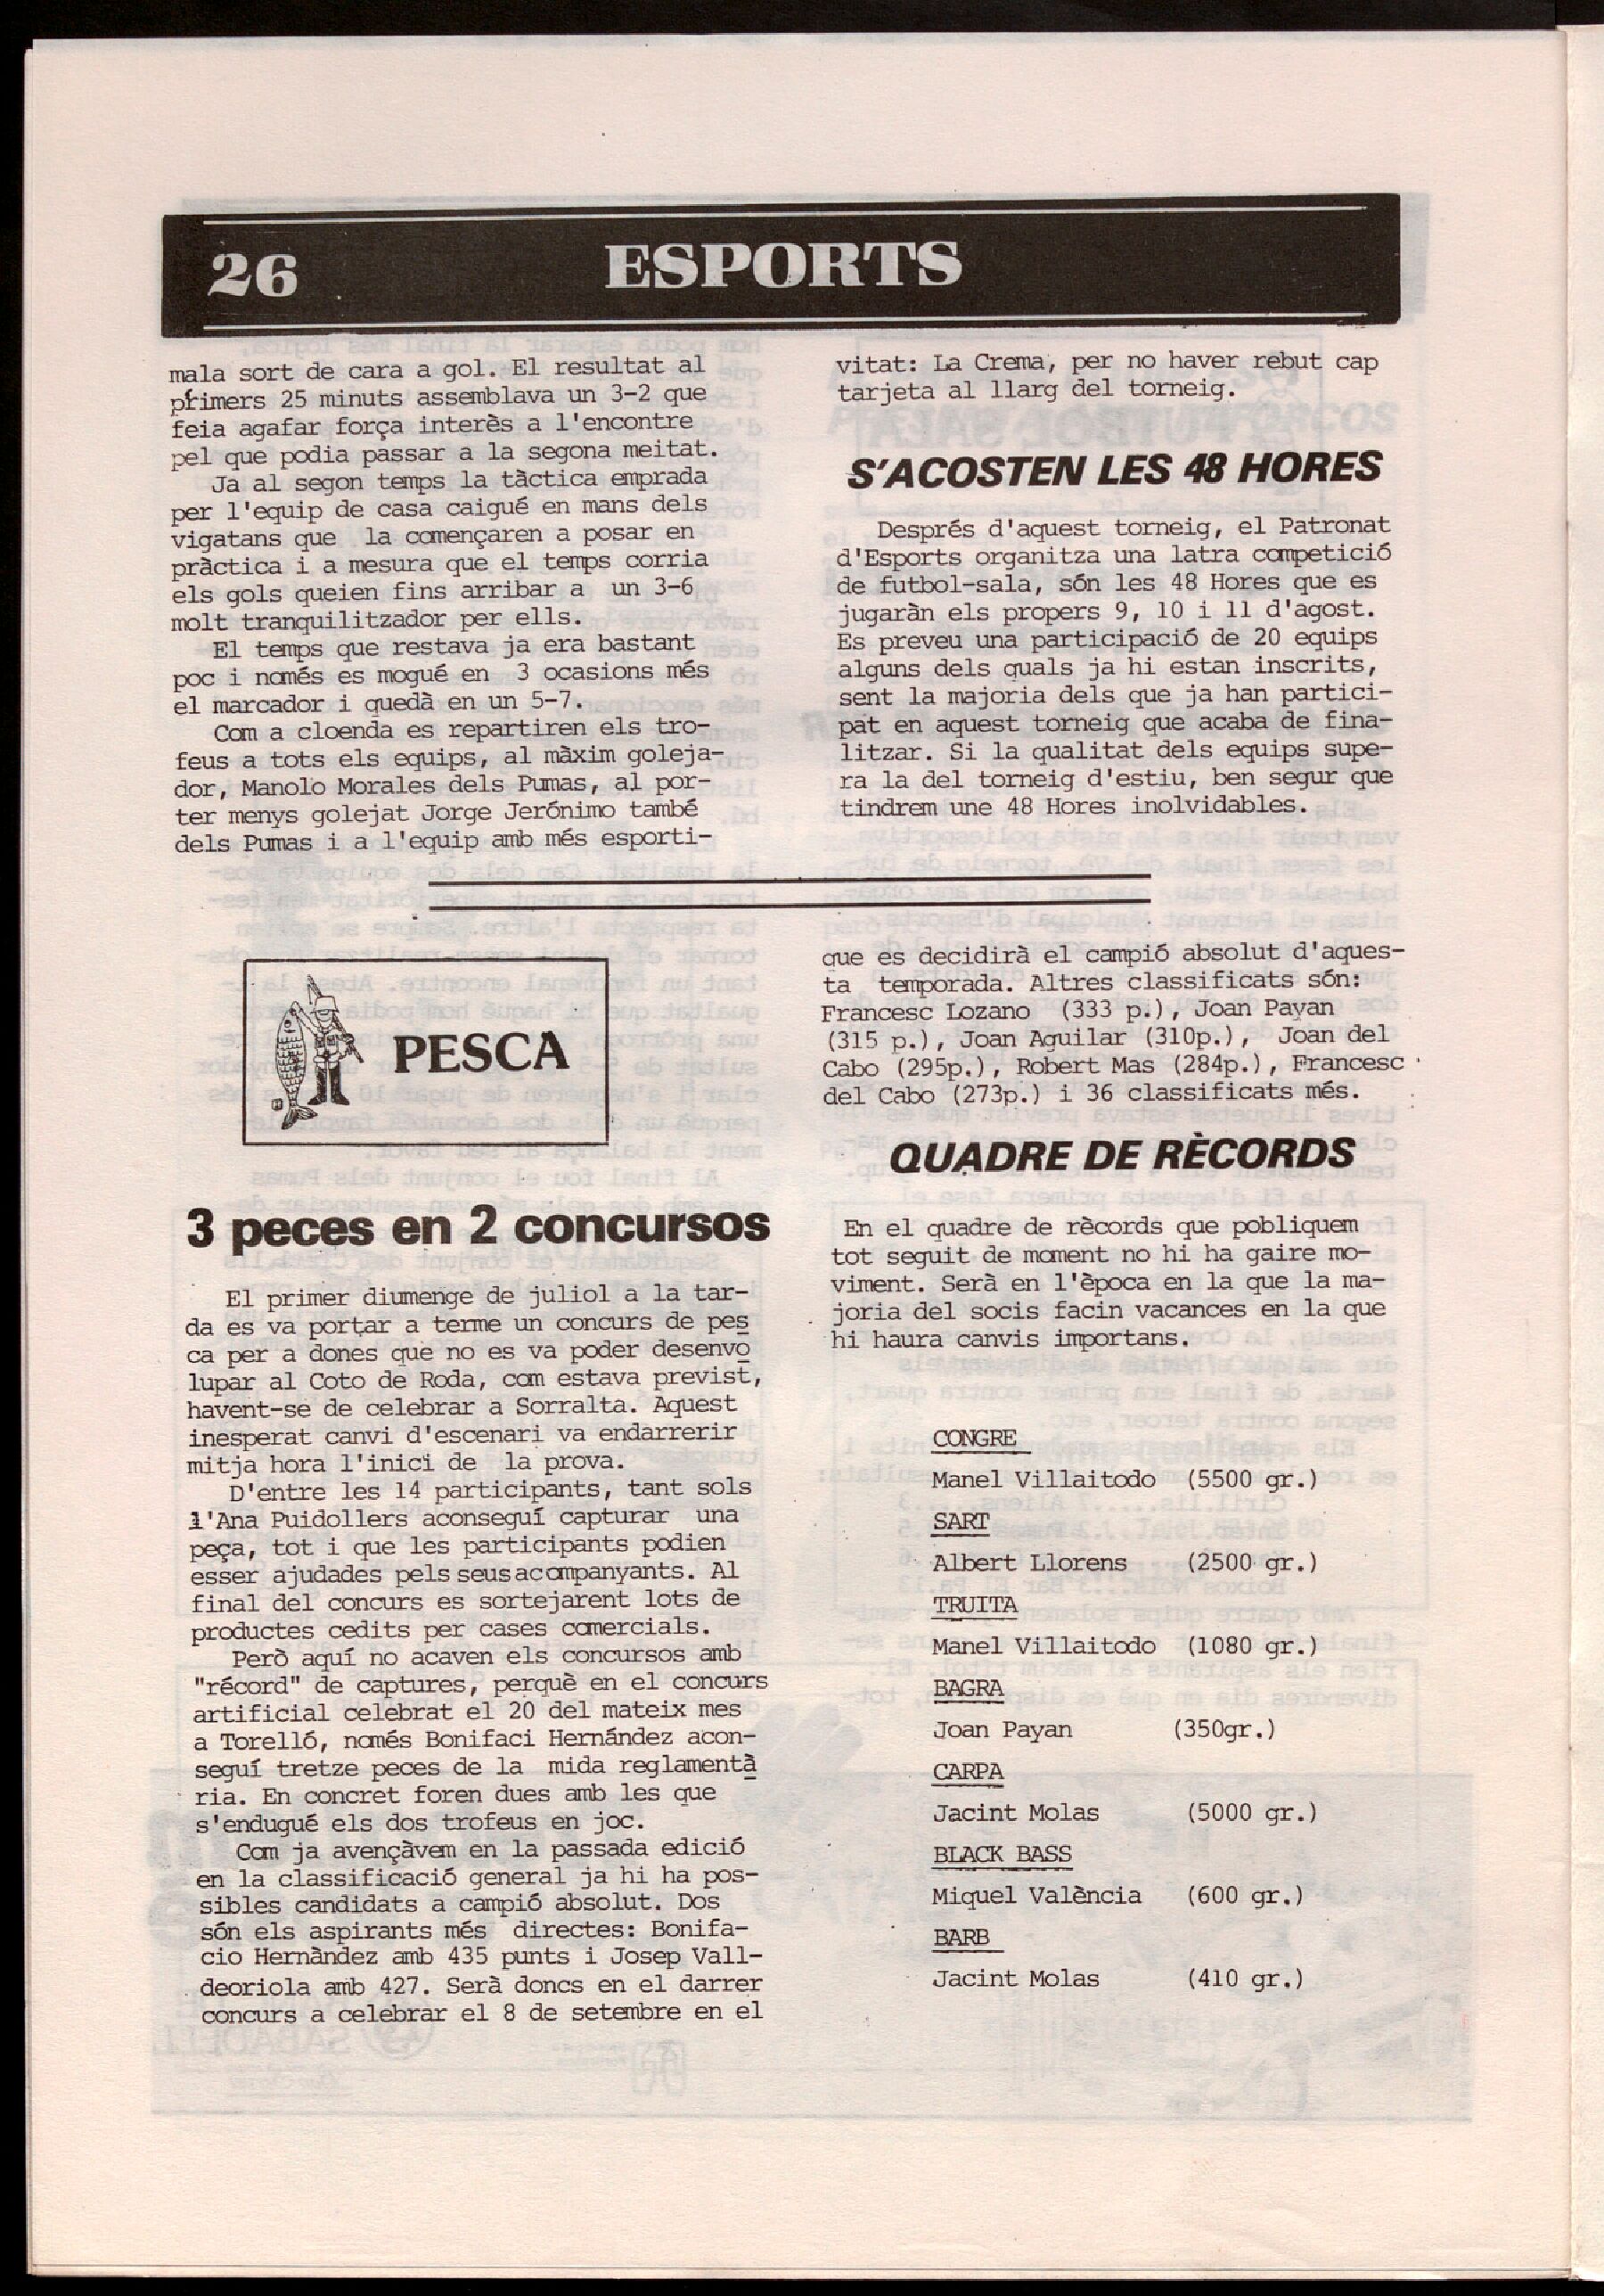 26
ESPORTS
mala sort de cara a gol. El resultat al
primers 25 minuts assemblava un 3-2 que
feia agafar força interès a l'encontre
pel que podia passar a la segona meitat.
Ja al segon temps la tàctica emprada
per l'equip de casa caigué en mans dels
vigatans que la començaren a posar en
pràctica i a mesura que el temps corria
els gols queien fins arribar a un 3-6
molt tranquilitzador per ells.
El temps que restava ja era bastant
poc i només es mogué en 3 ocasions més
el marcador i quedà en un 5-7.
Com a cloenda es repartiren els tro-
feus a tots els equips, al màxim goleja-
dor, Manolo Morales dels Pumas, al por-
ter menys golejat Jorge Jerónimo també
dels Pumas i a l'equip amb més esporti-
vitat: La Crema, per no haver rebut cap
tarjeta al llarg del torneig.
S'ACOSTEN LES 48 HORES
Després d'aquest torneig, el Patronat
d'Esports organitza una latra competició
de futbol-sala, són les 48 Hores que es
jugaràn els propers 9, 10 i 11 d'agost.
Es preveu una participació de 20 equips
alguns dels quals ja hi estan inscrits,
sent la majoria dels que ja han partici-
pat en aquest torneig que acaba de fina-
litzar. Si la qualitat dels equips supe-
ra la del torneig d'estiu, ben segur que
tindrem une 48 Hores inolvidables.
PESCA
3 peces en 2 concursos
El primer diumenge de juliol a la tar-
da es va portar a terme un concurs de pes
ca per a dones que no es va poder desenvo
lupar al Coto de Roda, com estava previst,
havent-se de celebrar a Sorralta. Aquest
inesperat canvi d'escenari va endarrerir
mitja hora l'inici de la prova.
D'entre les 14 participants, tant sols
l'Ana Puidollers aconseguí capturar una
peça, tot i que les participants podien
esser ajudades pels seus acompanyants. Al
final del concurs es sortejarent lots de
productes cedits per cases comercials.
Però aquí no acaven els concursos amb
"récord" de captures, perquè en el concurs
artificial celebrat el 20 del mateix mes
a Torelló, només Bonifaci Hernández acon-
seguí tretze peces de la mida reglamentà
ria. En concret foren dues amb les que
s'endugué els dos trofeus en joc.
Com ja avençàvem en la passada edició
en la classificació general ja hi ha pos-
sibles candidats a campió absolut. Dos
són els aspirants més directes: Bonifa-
cio Hernàndez amb 435 punts i Josep Vall-
deoriola amb 427. Serà doncs en el darrer
concurs a celebrar el 8 de setembre en el
que es decidirà el campió absolut d'aques-
ta temporada. Altres classificats són:
Francesc Lozano (333 p.), Joan Payan
(315 p.), Joan Aguilar (310p.), Joan del
Cabo (295p.), Robert Mas (284p.), Francesc
del Cabo (273p.) i 36 classificats més.
QUADRE DE RÈCORDS
En el quadre de rècords que pobliquem
tot seguit de moment no hi ha gaire mo-
viment. Serà en l'època en la que la ma-
joria del socis facin vacances en la que
hi haura canvis importans.
CONGRE
Manel Villaitodo (5500 gr.)
SART
Albert Llorens (2500 gr.)
TRUITA
Manel Villaitodo (1080 gr.)
BAGRA
Joan Payan (350gr.)
CARPA
Jacint Molas (5000 gr.)
BLACK BASS
Miquel València (600 gr.)
BARB
Jacint Molas (410 gr.)